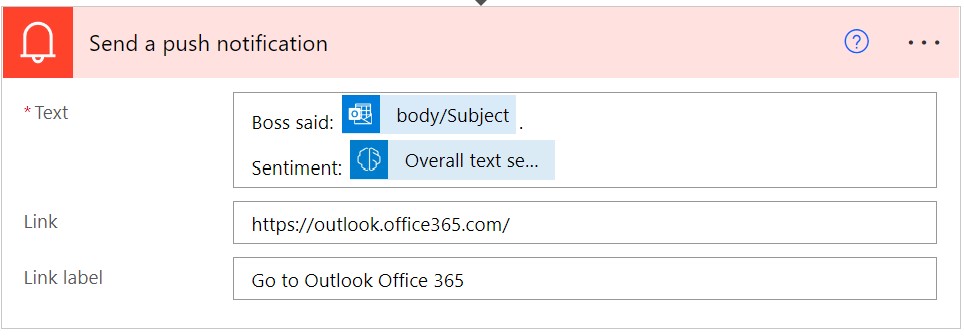 Send a push notification
* Text
Boss said: body/Subject .
Sentiment: Overall text se...
Link
https://outlook.office365.com/
Link label
Go to Outlook Office 365